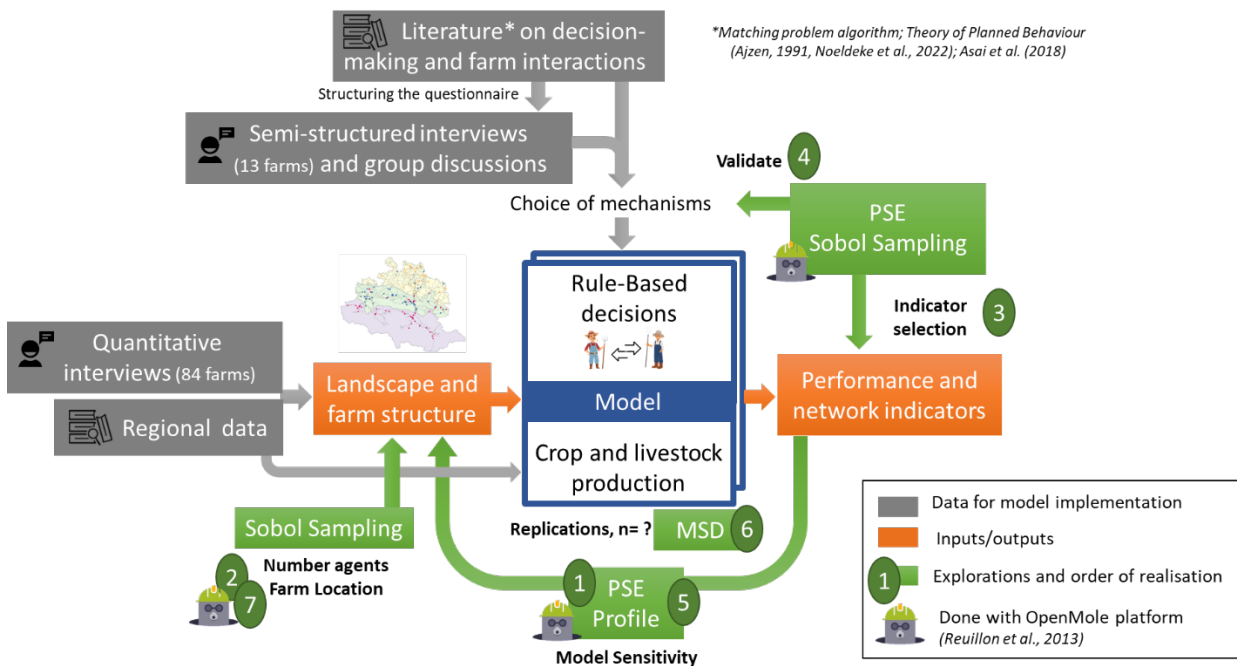 Literature* on decision-
making and farm interactions
*Matching problem algorithm; Theory of Planned Behaviour
(Ajzen, 1991, Noeldeke et al., 2022); Asai et al. (2018)
Structuring the questionnaire
Semi-structured interviews
(13 farms) and group discussions
Validate
4
Choice of mechanisms
PSE
Sobol Sampling
Rule-Based
decisions
Indicator
selection
3
Quantitative
interviews (84 farms)
Landscape and
farm structure
Model
Performance and
network indicators
Regional data
Crop and livestock
production
Sobol Sampling
Replications, n= ?
MSD
6
Number agents
Farm Location
2
7
1
PSE
Profile
5
Model Sensitivity
Data for model implementation
Inputs/outputs
1
Explorations and order of realisation
Done with OpenMole platform
(Reuillon et al., 2013)